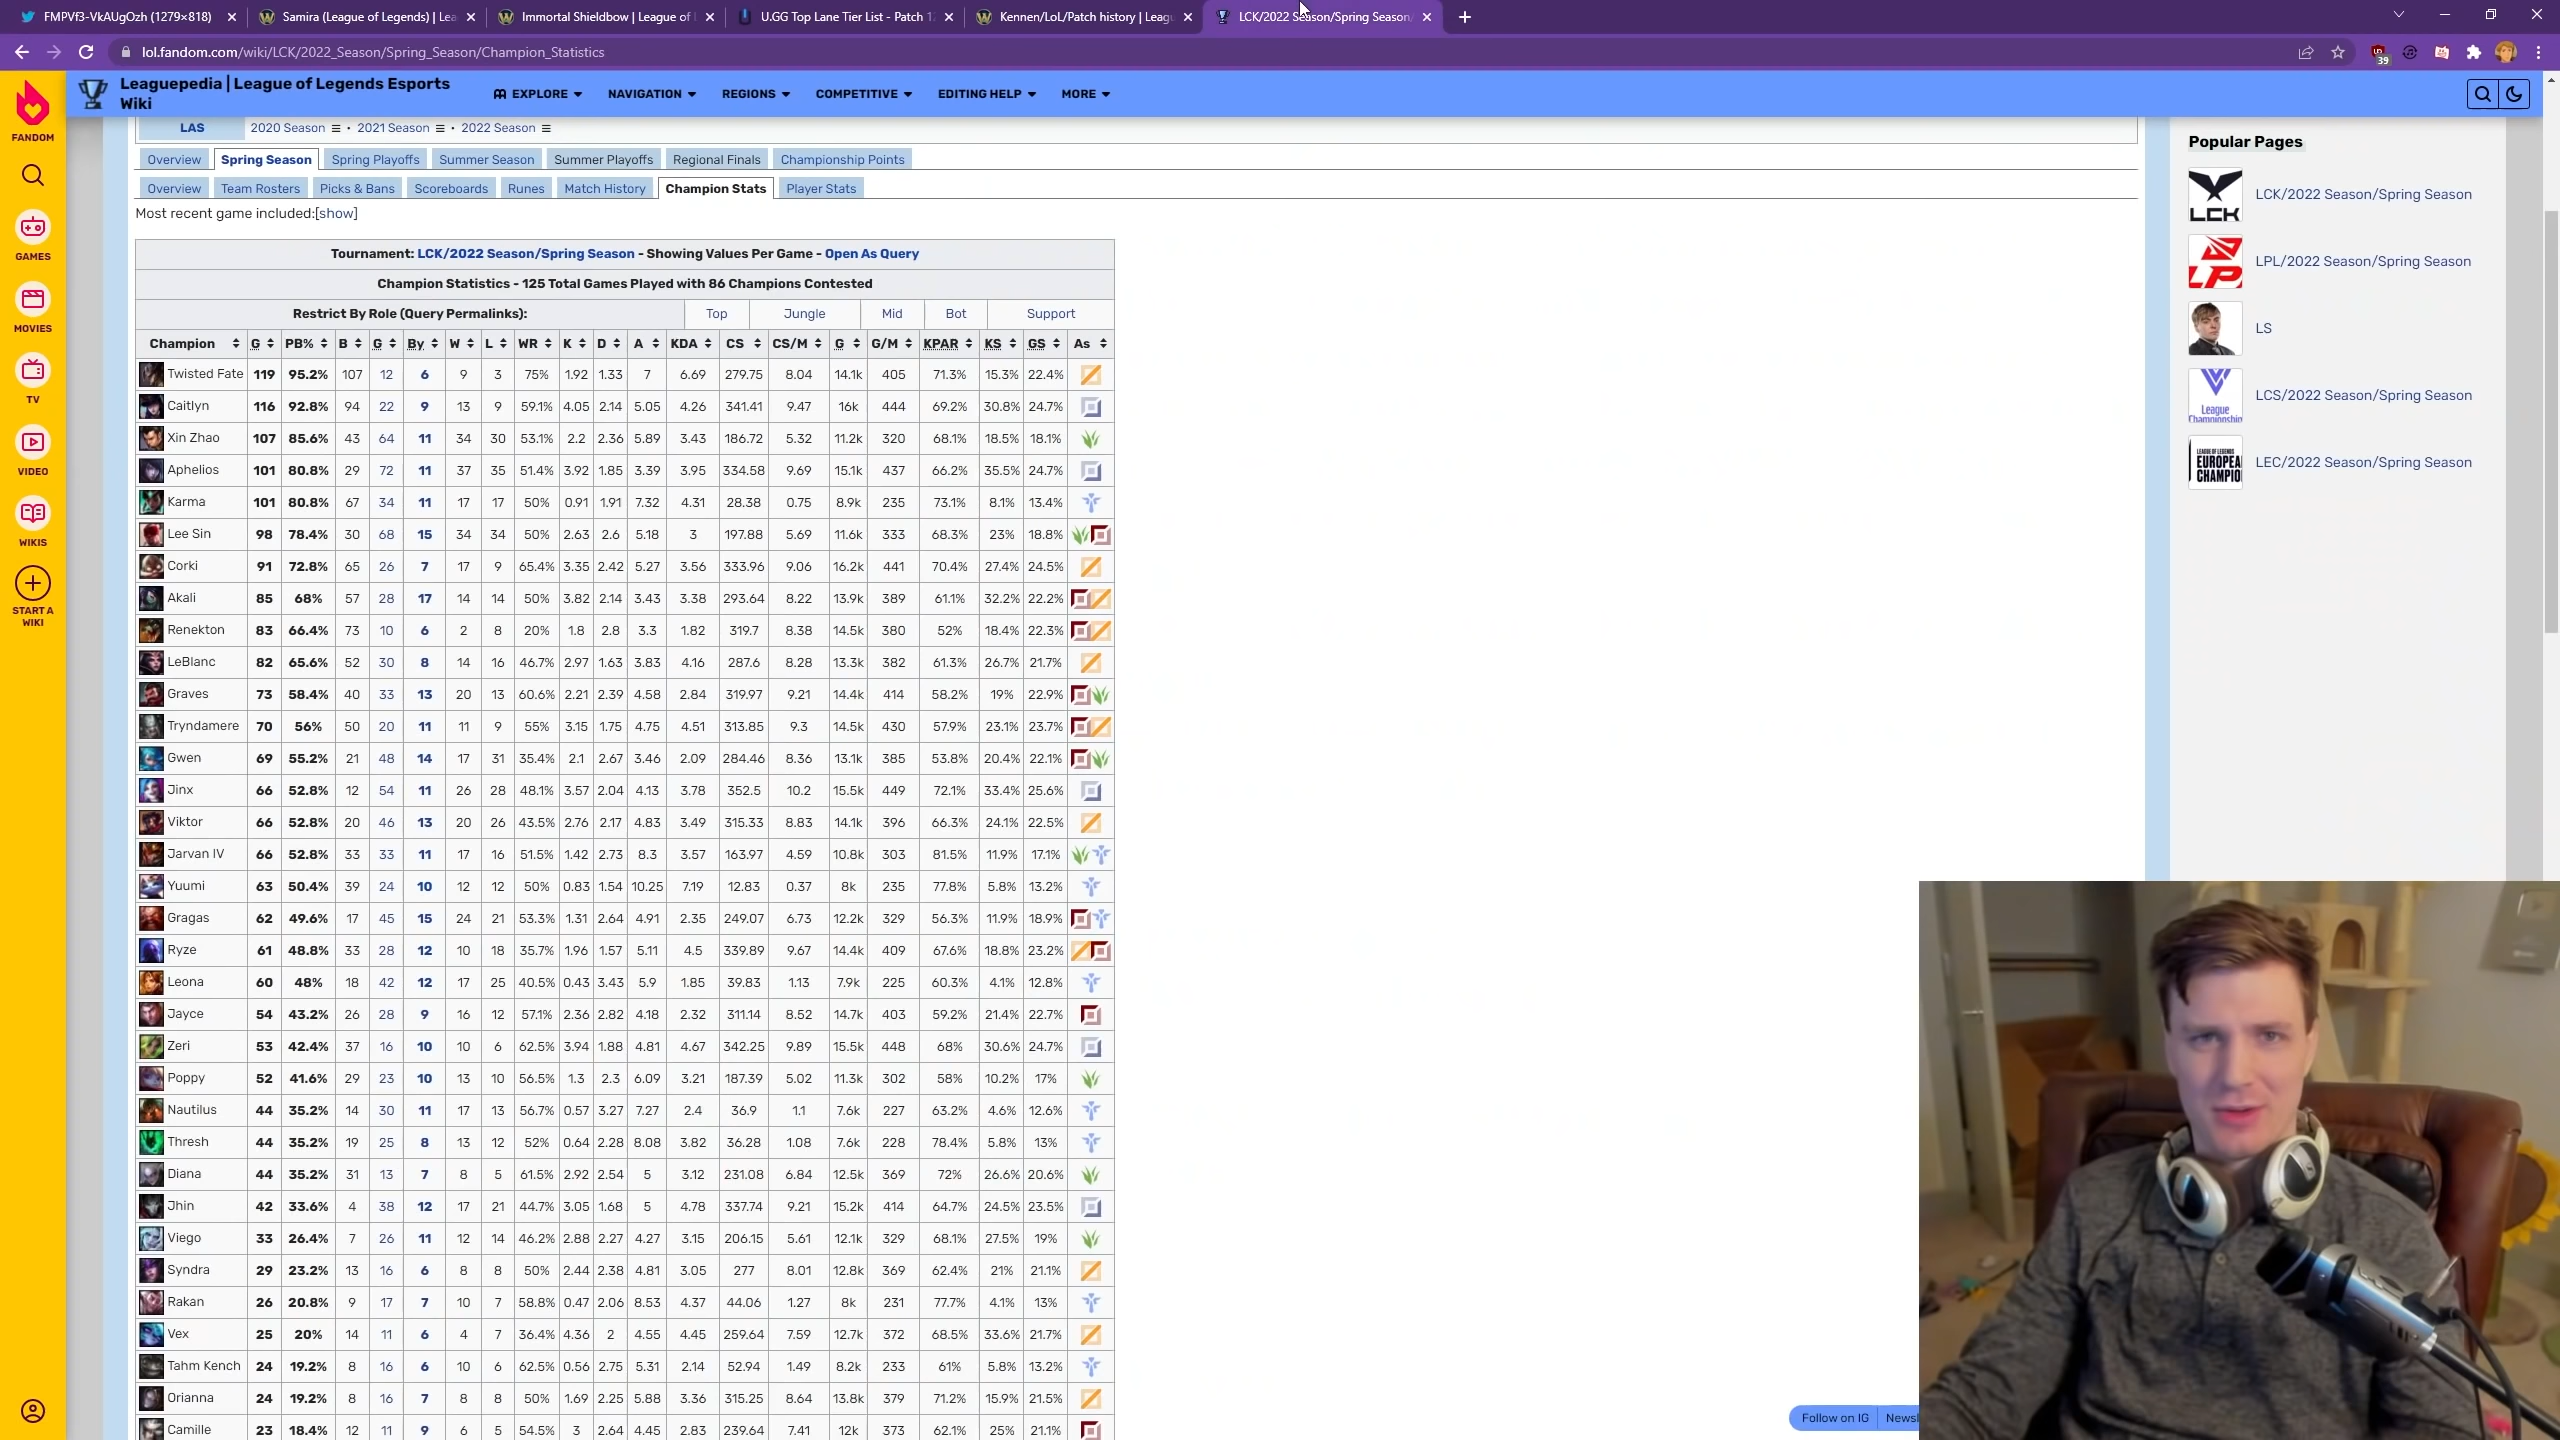 FMPVf3-VkAUgOzh (1279×818)
Samira (League of Legends) | Lea
Immortal Shieldbow | League of
U.GG Top Lane Tier List - Patch 12
Kennen/LoL/Patch history | Leagu
LCK/2022 Season/Spring Season
lol.fandom.com/wiki/LCK/2022_Season/Spring_Season/Champion_Statistics
39
FANDOM
GAMES
MOVIES
TV
VIDEO
WIKIS
START A WIKI
Leaguepedia | League of Legends Esports Wiki
EXPLORE NAVIGATION REGIONS COMPETITIVE EDITING HELP MORE
LAS 2020 Season • 2021 Season • 2022 Season
Overview Spring Season Spring Playoffs Summer Season Summer Playoffs Regional Finals Championship Points
Overview Team Rosters Picks & Bans Scoreboards Runes Match History Champion Stats Player Stats
Most recent game included:[show]
Tournament: LCK/2022 Season/Spring Season - Showing Values Per Game - Open As Query
Champion Statistics - 125 Total Games Played with 86 Champions Contested
Restrict By Role (Query Permalinks): Top Jungle Mid Bot Support
Champion G PB% B G By W L WR K D A KDA CS CS/M G G/M KPAR KS GS As
Twisted Fate 119 95.2% 107 12 6 9 3 75% 1.92 1.33 7 6.69 279.75 8.04 14.1k 405 71.3% 15.3% 22.4%
Caitlyn 116 92.8% 94 22 9 13 9 59.1% 4.05 2.14 5.05 4.26 341.41 9.47 16k 444 69.2% 30.8% 24.7%
Xin Zhao 107 85.6% 43 64 11 34 30 53.1% 2.2 2.36 5.89 3.43 186.72 5.32 11.2k 320 68.1% 18.5% 18.1%
Aphelios 101 80.8% 29 72 11 37 35 51.4% 3.92 1.85 3.39 3.95 334.58 9.69 15.1k 437 66.2% 35.5% 24.7%
Karma 101 80.8% 67 34 11 17 17 50% 0.91 1.91 7.32 4.31 28.38 0.75 8.9k 235 73.1% 8.1% 13.4%
Lee Sin 98 78.4% 30 68 15 34 34 50% 2.63 2.6 5.18 3 197.88 5.69 11.6k 333 68.3% 23% 18.8%
Corki 91 72.8% 65 26 7 17 9 65.4% 3.35 2.42 5.27 3.56 333.96 9.06 16.2k 441 70.4% 27.4% 24.5%
Akali 85 68% 57 28 17 14 14 50% 3.82 2.14 3.43 3.38 293.64 8.22 13.9k 389 61.1% 32.2% 22.2%
Renekton 83 66.4% 73 10 6 2 8 20% 1.8 2.8 3.3 1.82 319.7 8.38 14.5k 380 52% 18.4% 22.3%
LeBlanc 82 65.6% 52 30 8 14 16 46.7% 2.97 1.63 3.83 4.16 287.6 8.28 13.3k 382 61.3% 26.7% 21.7%
Graves 73 58.4% 40 33 13 20 13 60.6% 2.21 2.39 4.58 2.84 319.97 9.21 14.4k 414 58.2% 19% 22.9%
Tryndamere 70 56% 50 20 11 11 9 55% 3.15 1.75 4.75 4.51 313.85 9.3 14.5k 430 57.9% 23.1% 23.7%
Gwen 69 55.2% 21 48 14 17 31 35.4% 2.1 2.67 3.46 2.09 284.46 8.36 13.1k 385 53.8% 20.4% 22.1%
Jinx 66 52.8% 12 54 11 26 28 48.1% 3.57 2.04 4.13 3.78 352.5 10.2 15.5k 449 72.1% 33.4% 25.6%
Viktor 66 52.8% 20 46 13 20 26 43.5% 2.76 2.17 4.83 3.49 315.33 8.83 14.1k 396 66.3% 24.1% 22.5%
Jarvan IV 66 52.8% 33 33 11 17 16 51.5% 1.42 2.73 8.3 3.57 163.97 4.59 10.8k 303 81.5% 11.9% 17.1%
Yuumi 63 50.4% 39 24 10 12 12 50% 0.83 1.54 10.25 7.19 12.83 0.37 8k 235 77.8% 5.8% 13.2%
Gragas 62 49.6% 17 45 15 24 21 53.3% 1.31 2.64 4.91 2.35 249.07 6.73 12.2k 329 56.3% 11.9% 18.9%
Ryze 61 48.8% 33 28 12 10 18 35.7% 1.96 1.57 5.11 4.5 339.89 9.67 14.4k 409 67.6% 18.8% 23.2%
Leona 60 48% 18 42 12 17 25 40.5% 0.43 3.43 5.9 1.85 39.83 1.13 7.9k 225 60.3% 4.1% 12.8%
Jayce 54 43.2% 26 28 9 16 12 57.1% 2.36 2.82 4.18 2.32 311.14 8.52 14.7k 403 59.2% 21.4% 22.7%
Zeri 53 42.4% 37 16 10 10 6 62.5% 3.94 1.88 4.81 4.67 342.25 9.89 15.5k 448 68% 30.6% 24.7%
Poppy 52 41.6% 29 23 10 13 10 56.5% 1.3 2.3 6.09 3.21 187.39 5.02 11.3k 302 58% 10.2% 17%
Nautilus 44 35.2% 14 30 11 17 13 56.7% 0.57 3.27 7.27 2.4 36.9 1.1 7.6k 227 63.2% 4.6% 12.6%
Thresh 44 35.2% 19 25 8 13 12 52% 0.64 2.28 8.08 3.82 36.28 1.08 7.6k 228 78.4% 5.8% 13%
Diana 44 35.2% 31 13 7 8 5 61.5% 2.92 2.54 5 3.12 231.08 6.84 12.5k 369 72% 26.6% 20.6%
Jhin 42 33.6% 4 38 12 17 21 44.7% 3.05 1.68 5 4.78 337.74 9.21 15.2k 414 64.7% 24.5% 23.5%
Viego 33 26.4% 7 26 11 12 14 46.2% 2.88 2.27 4.27 3.15 206.15 5.61 12.1k 329 68.1% 27.5% 19%
Syndra 29 23.2% 13 16 6 8 8 50% 2.44 2.38 4.81 3.05 277 8.01 12.8k 369 62.4% 21% 21.1%
Rakan 26 20.8% 9 17 7 10 7 58.8% 0.47 2.06 8.53 4.37 44.06 1.27 8k 231 77.7% 4.1% 13%
Vex 25 20% 14 11 6 4 7 36.4% 4.36 2 4.55 4.45 259.64 7.59 12.7k 372 68.5% 33.6% 21.7%
Tahm Kench 24 19.2% 8 16 6 10 6 62.5% 0.56 2.75 5.31 2.14 52.94 1.49 8.2k 233 61% 5.8% 13.2%
Orianna 24 19.2% 8 16 7 8 8 50% 1.69 2.25 5.88 3.36 315.25 8.64 13.8k 379 71.2% 15.9% 21.5%
Camille 23 18.4% 12 11 9 6 5 54.5% 3 2.64 4.45 2.83 239.64 7.41 12k 373 62.1% 25% 21.1%
Popular Pages
LCK
LCK/2022 Season/Spring Season
LPL/2022 Season/Spring Season
LS
League
Championship
LCS/2022 Season/Spring Season
LEAGUE OF LEGENDS
EUROPEA
CHAMPIO
LEC/2022 Season/Spring Season
Follow on IG Newsl